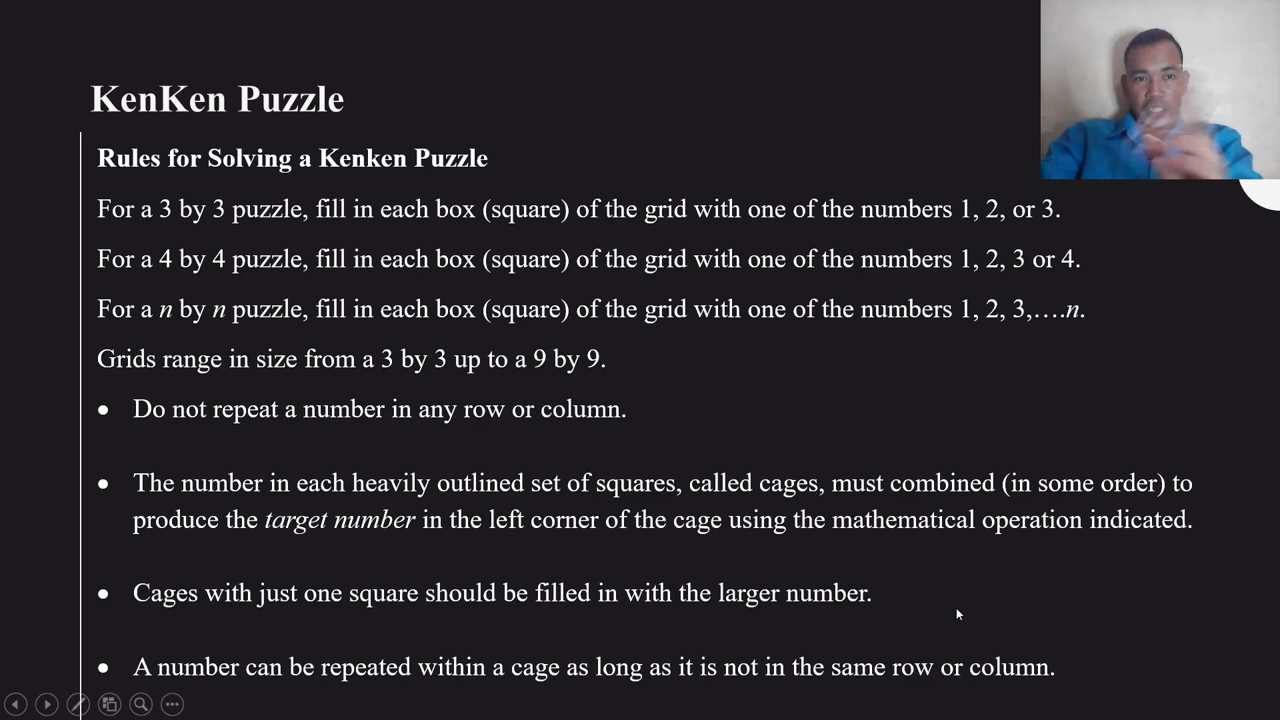 KenKen Puzzle
Rules for Solving a Kenken Puzzle
For a 3 by 3 puzzle, fill in each box (square) of the grid with one of the numbers 1, 2, or 3.
For a 4 by 4 puzzle, fill in each box (square) of the grid with one of the numbers 1, 2, 3 or 4.
For a n by n puzzle, fill in each box (square) of the grid with one of the numbers 1, 2, 3,….n.
Grids range in size from a 3 by 3 up to a 9 by 9.
• Do not repeat a number in any row or column.
• The number in each heavily outlined set of squares, called cages, must combined (in some order) to
produce the target number in the left corner of the cage using the mathematical operation indicated.
• Cages with just one square should be filled in with the larger number.
• A number can be repeated within a cage as long as it is not in the same row or column.